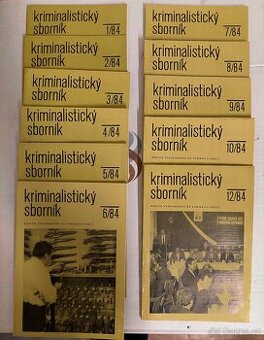 kriminalistický
sborník 1/84
kriminalistický
sborník 2/84
kriminalistický
sborník 3/84
kriminalistický
sborník 4/84
kriminalistický
sborník 5/84
kriminalistický
sborník 6/84
kriminalistický
sborník 7/84
kriminalistický
sborník 8/84
kriminalistický
sborník 9/84
kriminalistický
sborník 10/84
kriminalistický
sborník 12/84